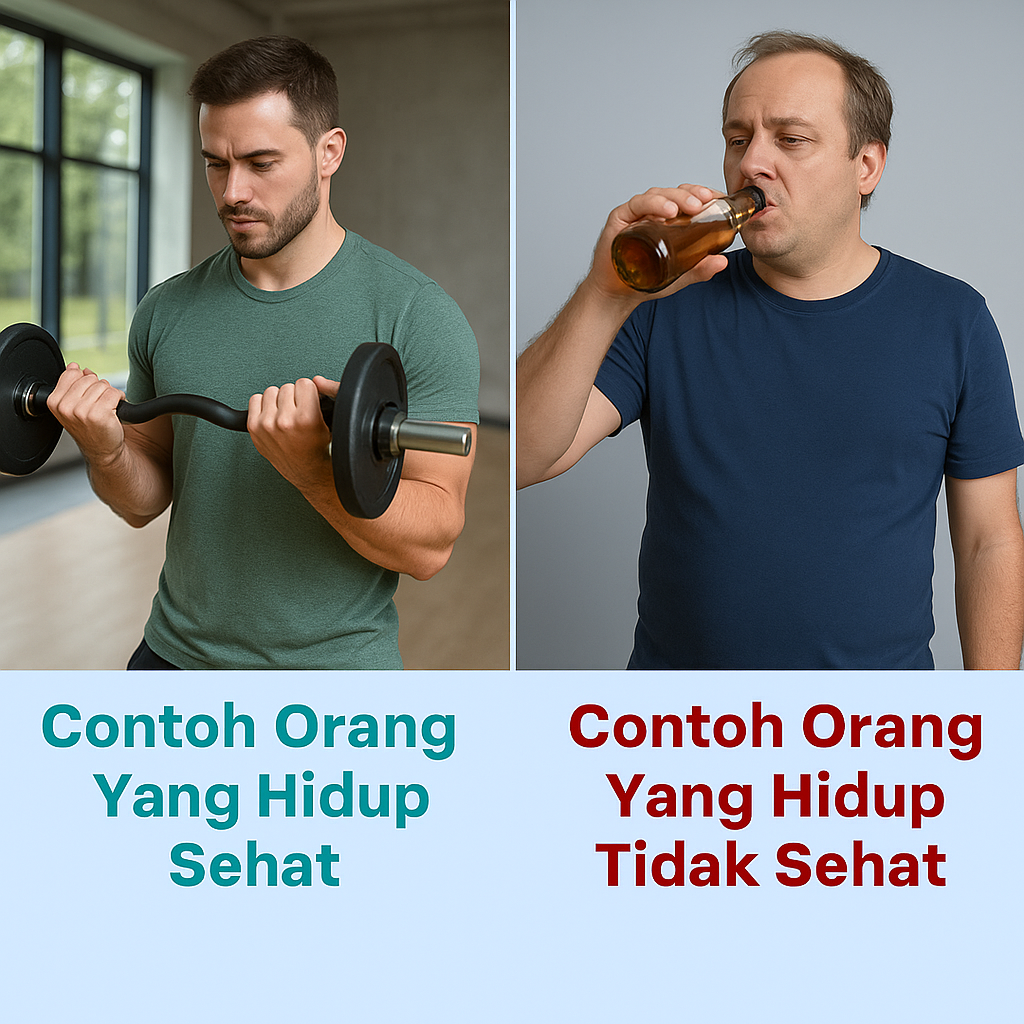 Contoh Orang
Yang Hidup
Sehat
Contoh Orang
Yang Hidup
Tidak Sehat